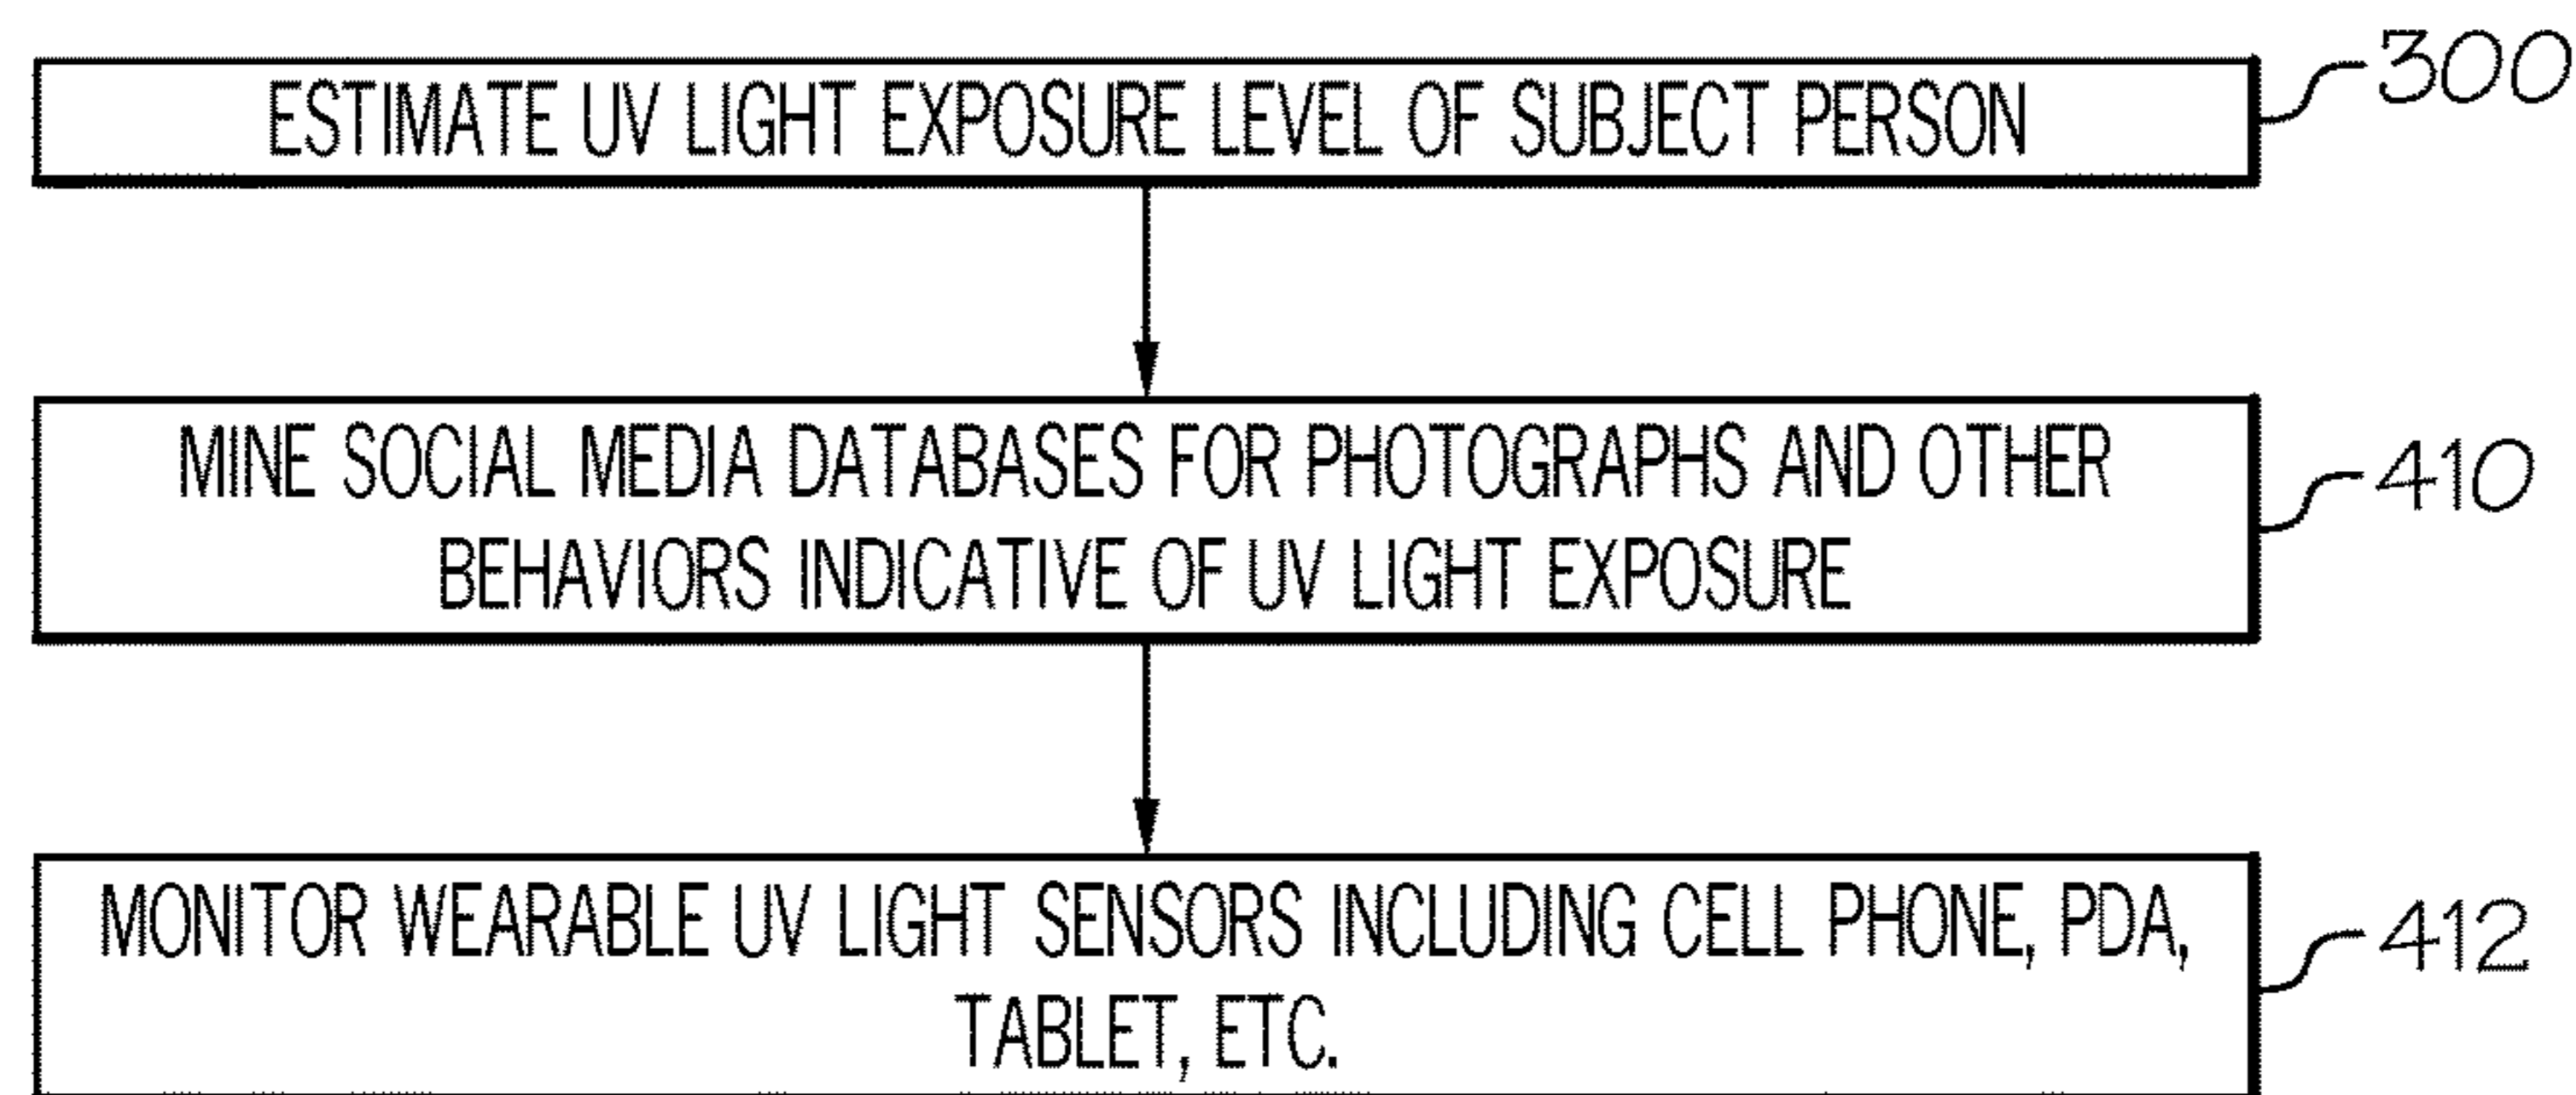 ESTIMATE UV LIGHT EXPOSURE LEVEL OF SUBJECT PERSON
300
MINE SOCIAL MEDIA DATABASES FOR PHOTOGRAPHS AND OTHER
BEHAVIORS INDICATIVE OF UV LIGHT EXPOSURE
410
MONITOR WEARABLE UV LIGHT SENSORS INCLUDING CELL PHONE, PDA,
TABLET, ETC.
412